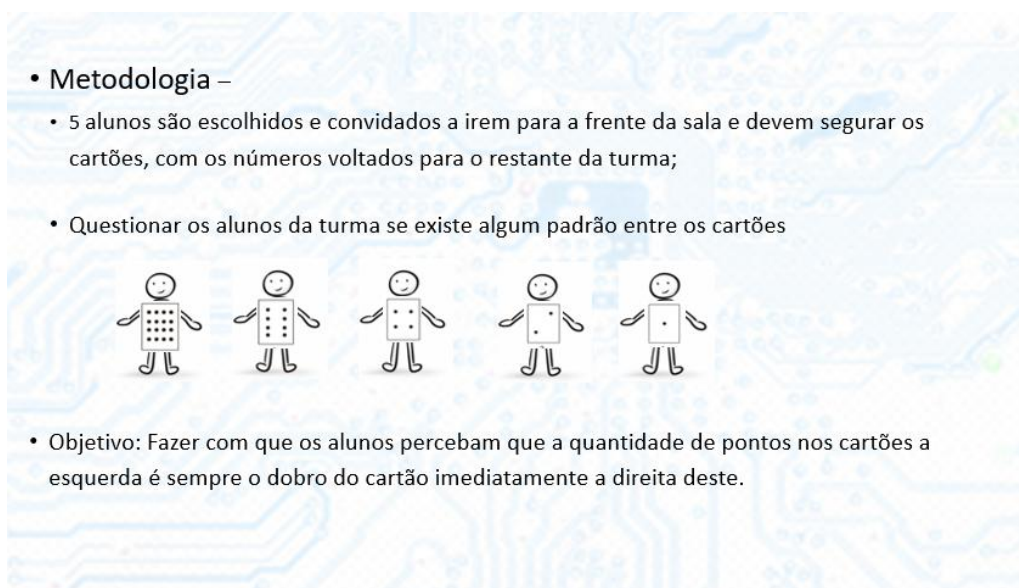 • Metodologia –
• 5 alunos são escolhidos e convidados a irem para a frente da sala e devem segurar os
cartões, com os números voltados para o restante da turma;
• Questionar os alunos da turma se existe algum padrão entre os cartões
• Objetivo: Fazer com que os alunos percebam que a quantidade de pontos nos cartões a
esquerda é sempre o dobro do cartão imediatamente a direita deste.